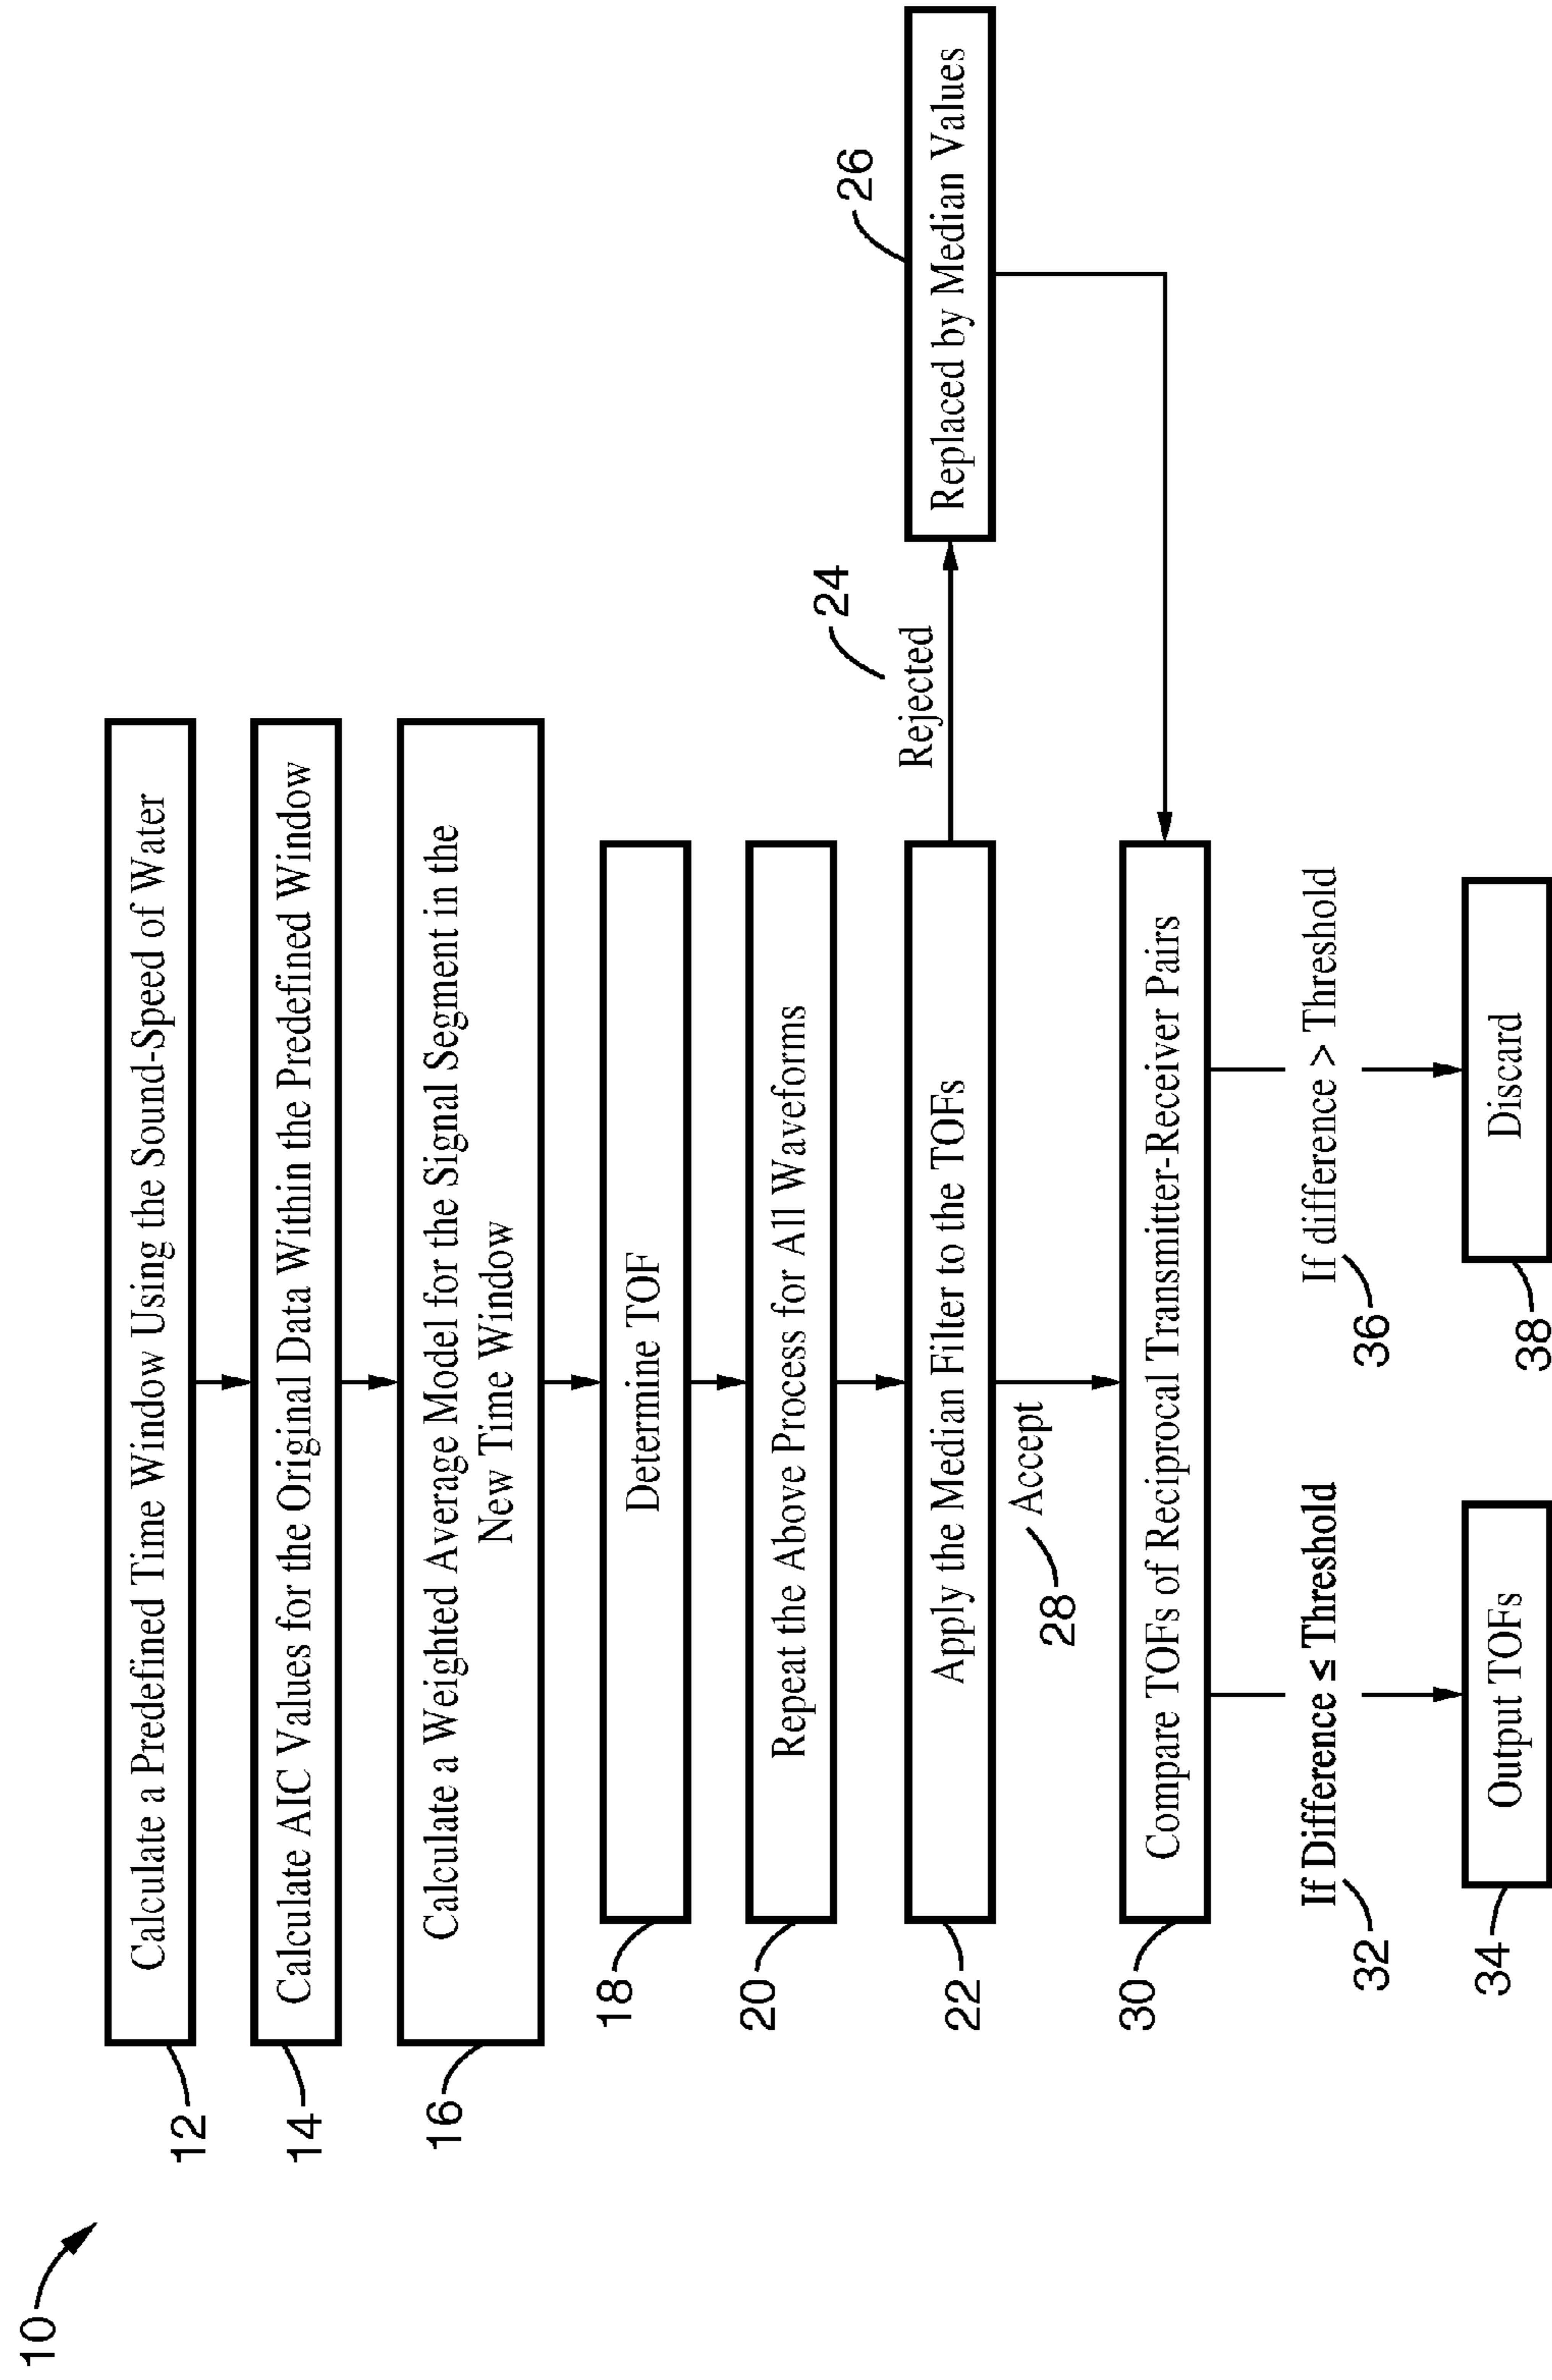 10
12
Calculate a Predefined Time Window Using the Sound-Speed of Water
14
Calculate AIC Values for the Original Data Within the Predefined Window
16
Calculate a Weighted Average Model for the Signal Segment in the
New Time Window
18
Determine TOF
20
Repeat the Above Process for All Waveforms
22
Apply the Median Filter to the TOFs
Rejected
24
26
Replaced by Median Values
28
Accept
30
Compare TOFs of Reciprocal Transmitter-Receiver Pairs
32
If Difference ≤ Threshold
36
If difference > Threshold
34
Output TOFs
38
Discard